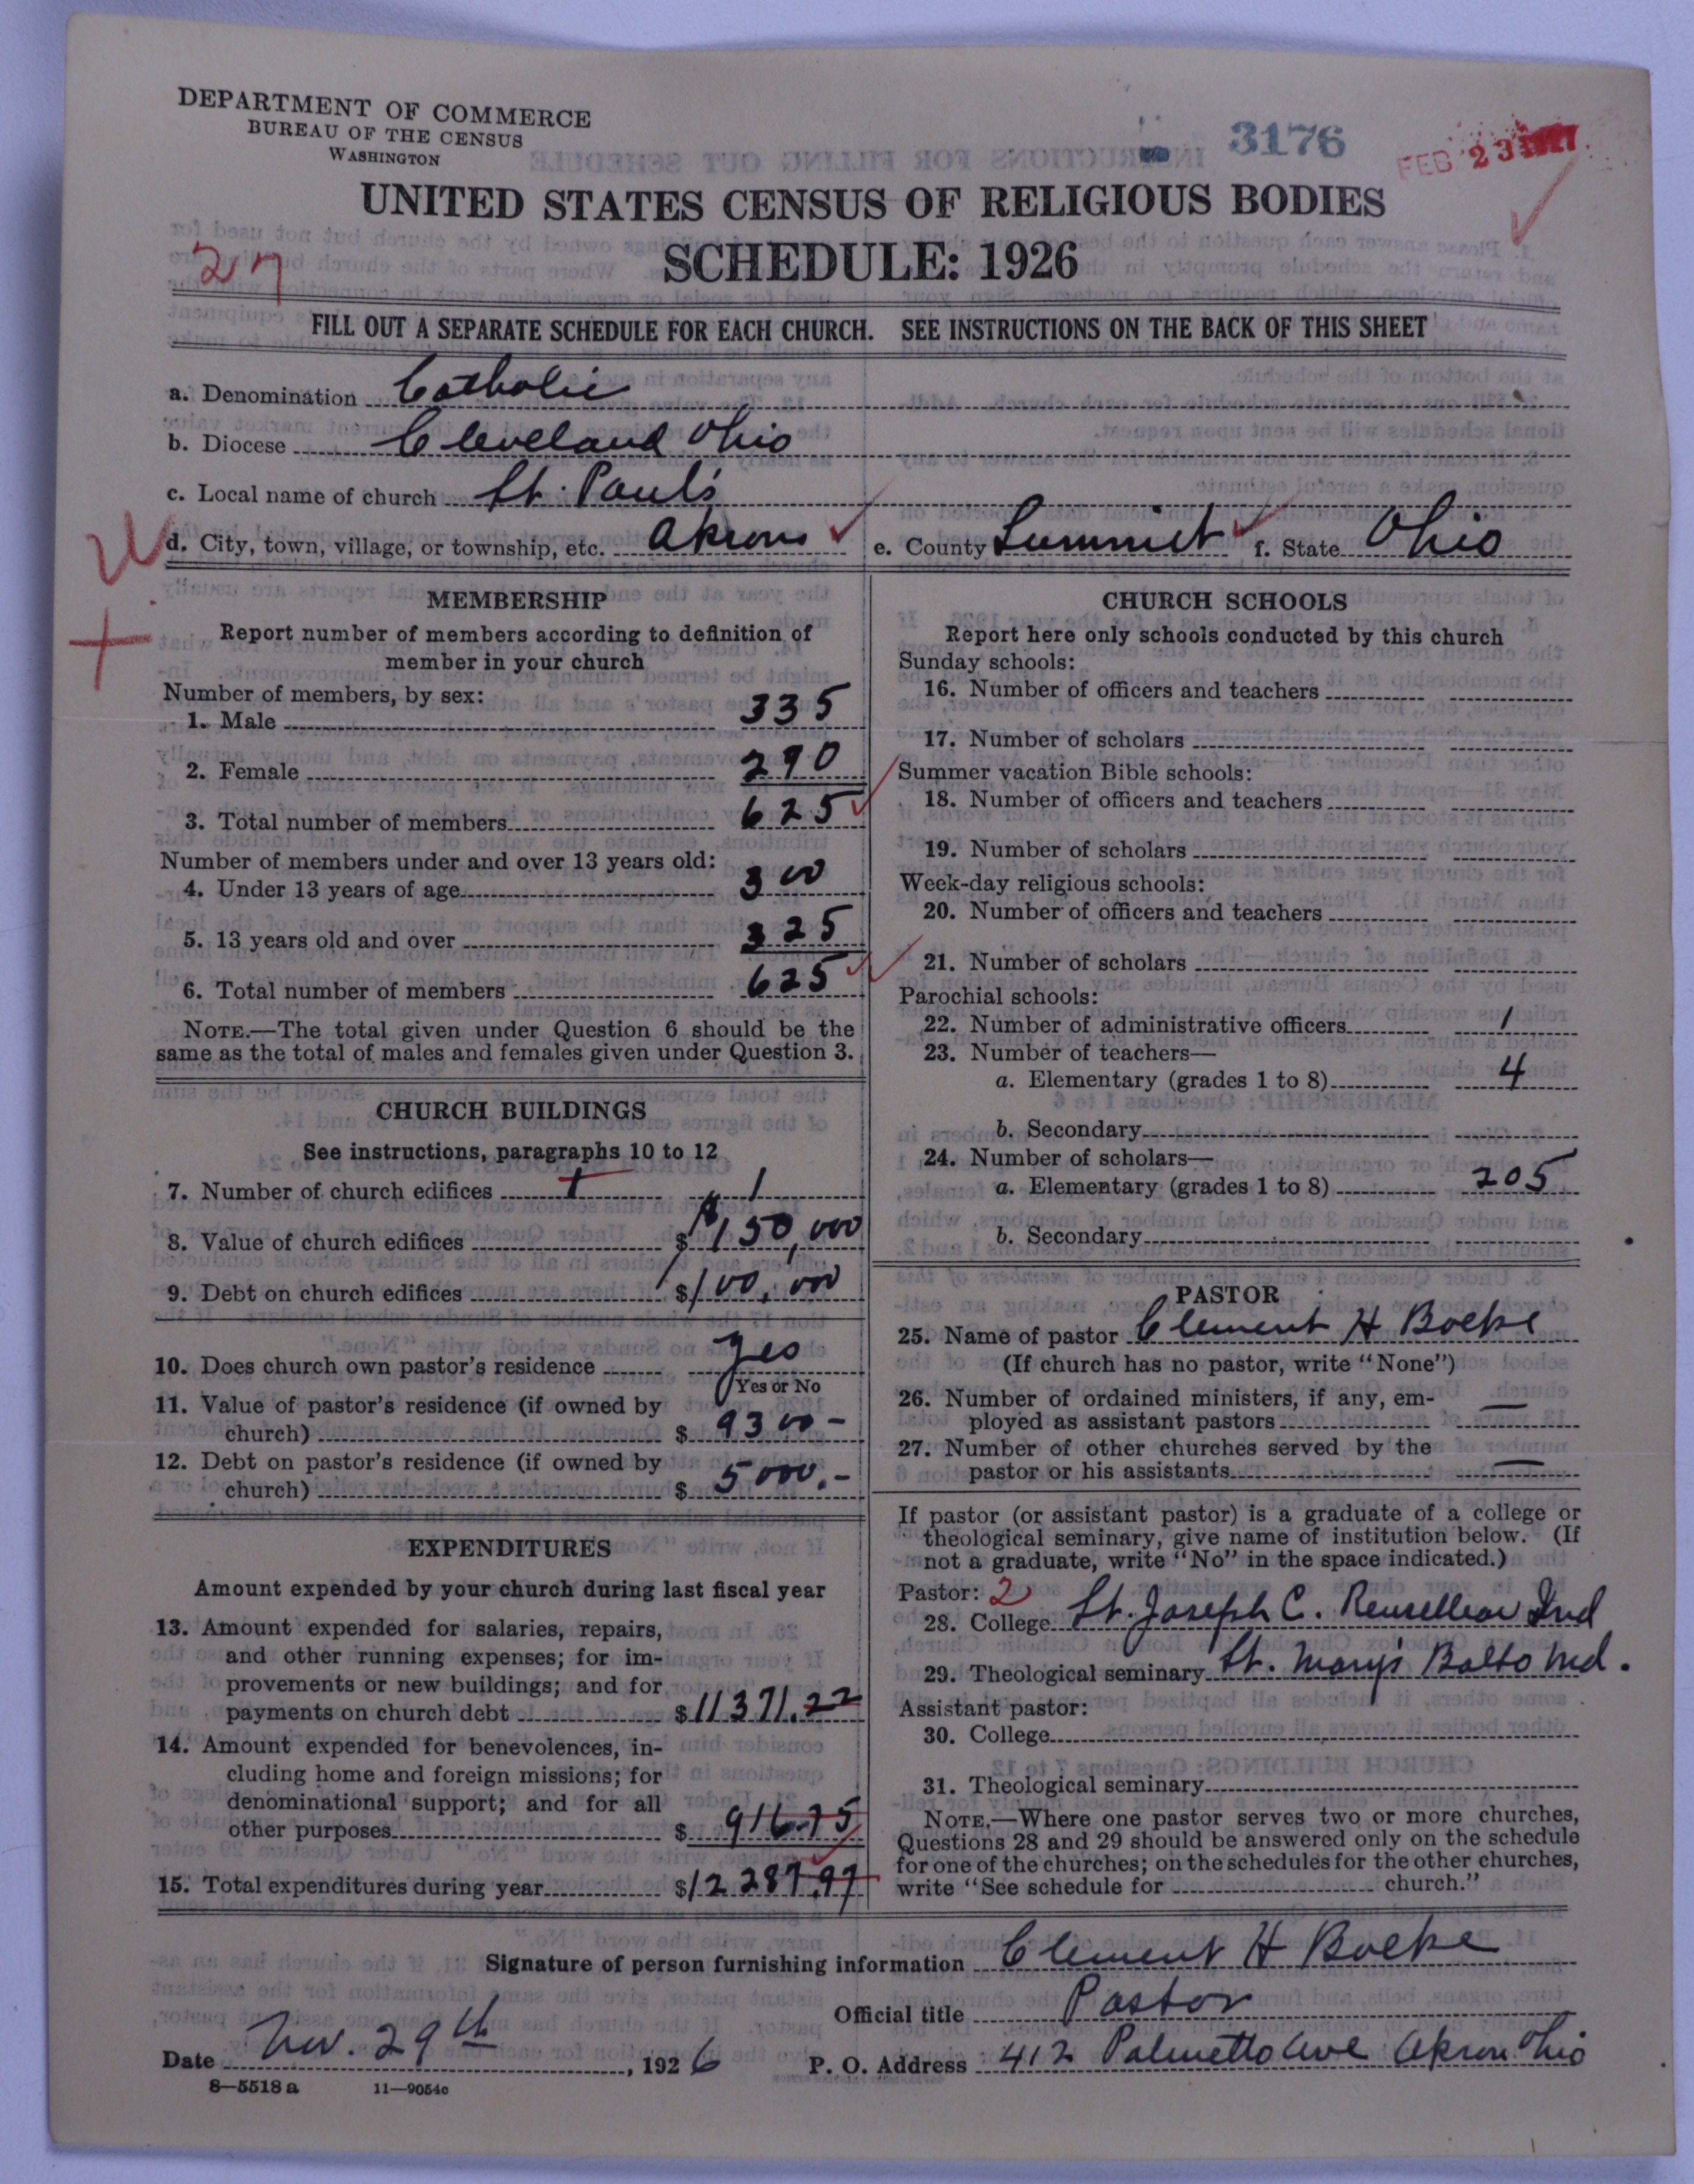 DEPARTMENT OF COMMERCE
BUREAU OF THE CENSUS
WASHINGTON
3176
FEB 23 1927
UNITED STATES CENSUS OF RELIGIOUS BODIES
SCHEDULE: 1926
FILL OUT A SEPARATE SCHEDULE FOR EACH CHURCH. SEE INSTRUCTIONS ON THE BACK OF THIS SHEET
a. Denomination Catholic
b. Diocese Cleveland Ohio
c. Local name of church St. Paul's
d. City, town, village, or township, etc. Akron e. County Summit f. State Ohio
MEMBERSHIP
Report number of members according to definition of
member in your church
Number of members, by sex:
1. Male 335
2. Female 290
3. Total number of members 625
Number of members under and over 13 years old:
4. Under 13 years of age 300
5. 13 years old and over 325
6. Total number of members 625
NOTE.—The total given under Question 6 should be the
same as the total of males and females given under Question 3.
CHURCH BUILDINGS
See instructions, paragraphs 10 to 12
7. Number of church edifices 1 1
8. Value of church edifices $ 150,000
9. Debt on church edifices $ 100,000
10. Does church own pastor's residence yes
Yes or No
11. Value of pastor's residence (if owned by
church) $ 9300-
12. Debt on pastor's residence (if owned by
church) $ 5000.-
EXPENDITURES
Amount expended by your church during last fiscal year
13. Amount expended for salaries, repairs,
and other running expenses; for im-
provements or new buildings; and for
payments on church debt $ 11371.22
14. Amount expended for benevolences, in-
cluding home and foreign missions; for
denominational support; and for all
other purposes $ 916.75
15. Total expenditures during year $ 12287.97
CHURCH SCHOOLS
Report here only schools conducted by this church
Sunday schools:
16. Number of officers and teachers
17. Number of scholars
Summer vacation Bible schools:
18. Number of officers and teachers
19. Number of scholars
Week-day religious schools:
20. Number of officers and teachers
21. Number of scholars
Parochial schools:
22. Number of administrative officers 1
23. Number of teachers—
a. Elementary (grades 1 to 8) 4
b. Secondary
24. Number of scholars—
a. Elementary (grades 1 to 8) 205
b. Secondary
PASTOR
25. Name of pastor Clement H Boeke
(If church has no pastor, write "None")
26. Number of ordained ministers, if any, em-
ployed as assistant pastors —
27. Number of other churches served by the
pastor or his assistants —
If pastor (or assistant pastor) is a graduate of a college or
theological seminary, give name of institution below. (If
not a graduate, write "No" in the space indicated.)
Pastor: 2
28. College St. Joseph C. Rensellear Ind
29. Theological seminary St. Mary's Balto Md.
Assistant pastor:
30. College
31. Theological seminary
NOTE.—Where one pastor serves two or more churches,
Questions 28 and 29 should be answered only on the schedule
for one of the churches; on the schedules for the other churches,
write "See schedule for church."
Signature of person furnishing information Clement H Boeke
Official title Pastor
Date Nov. 29th, 1926 P. O. Address 412 Palmetto Ave Akron Ohio
8—5518 a 11—9054c